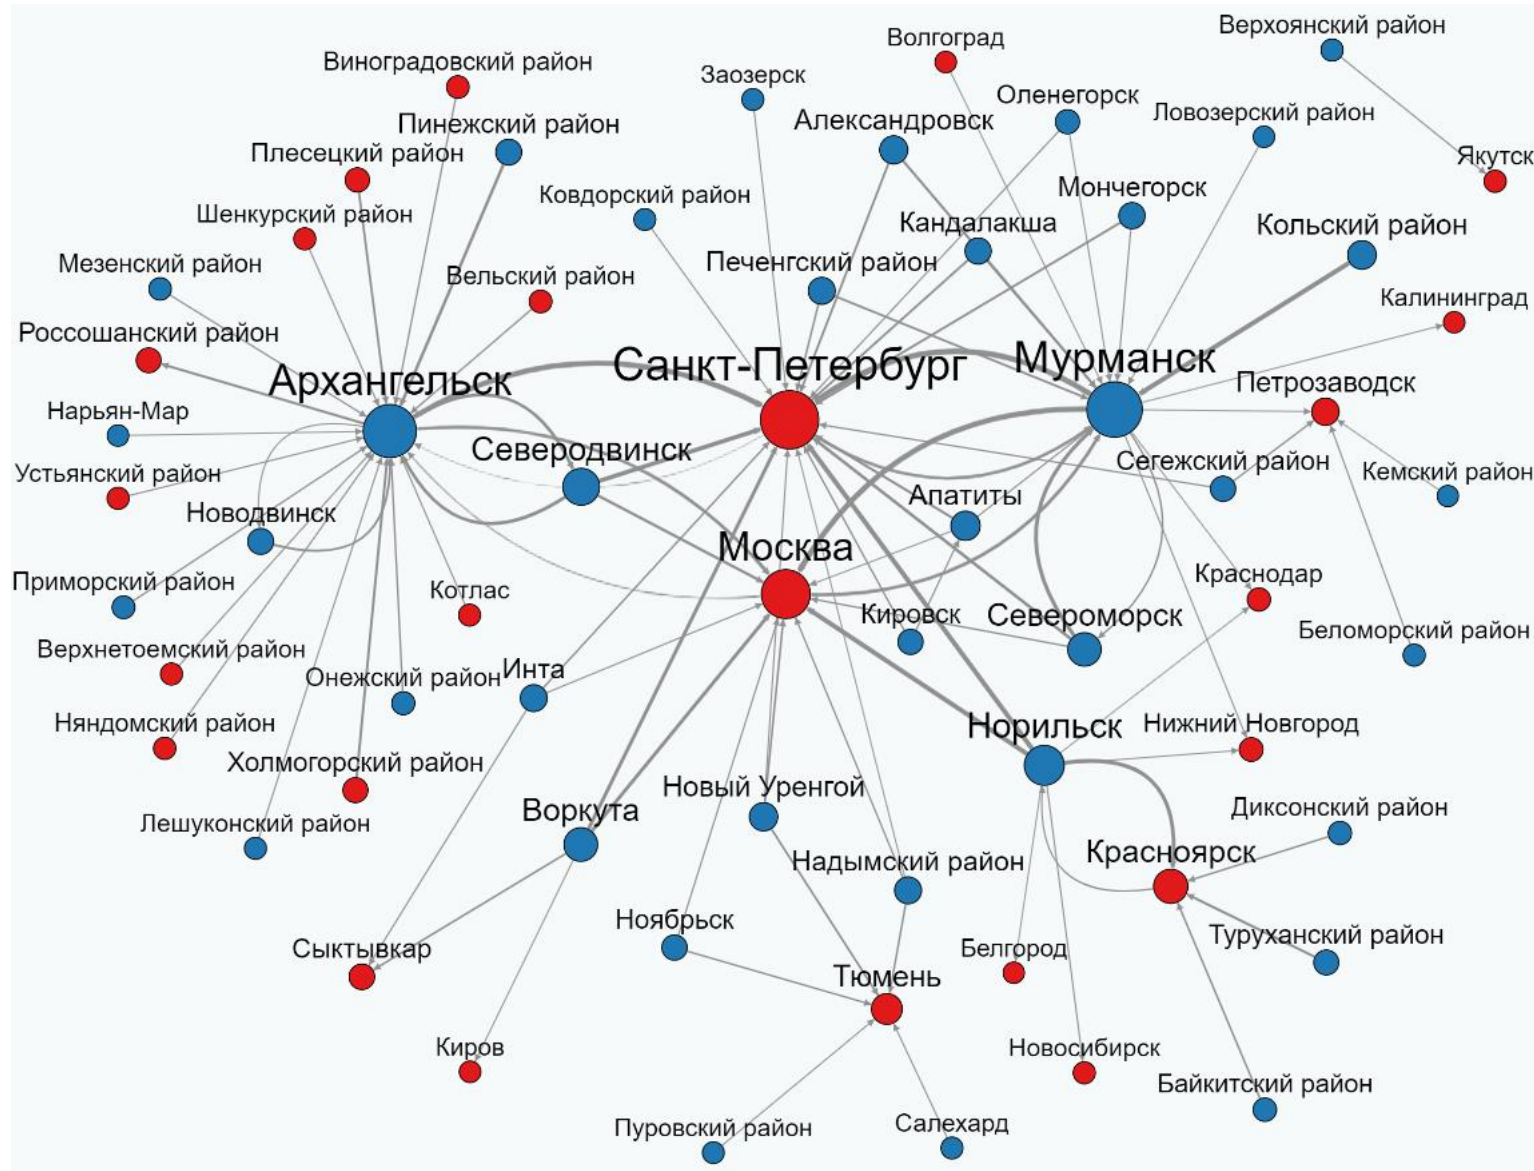 Верхоянский район
Волгоград
Виноградовский район
Заозерск
Оленегорск
Ловозерский район
Александровск
Пинежский район
Плесецкий район
Якутск
Ковдорский район
Мончегорск
Шенкурский район
Кандалакша
Кольский район
Мезенский район
Печенгский район
Вельский район
Калининград
Россошанский район
Санкт-Петербург
Мурманск
Архангельск
Петрозаводск
Нарьян-Мар
Северодвинск
Сегежский район
Кемский район
Устьянский район
Апатиты
Новодвинск
Москва
Краснодар
Приморский район
Котлас
Кировск
Североморск
Беломорский район
Верхнетоемский район
Онежский район
Инта
Няндомский район
Норильск
Нижний Новгород
Холмогорский район
Новый Уренгой
Воркута
Диксонский район
Лешуконский район
Красноярск
Надымский район
Ноябрьск
Туруханский район
Сыктывкар
Белгород
Тюмень
Киров
Новосибирск
Байкитский район
Пуровский район
Салехард